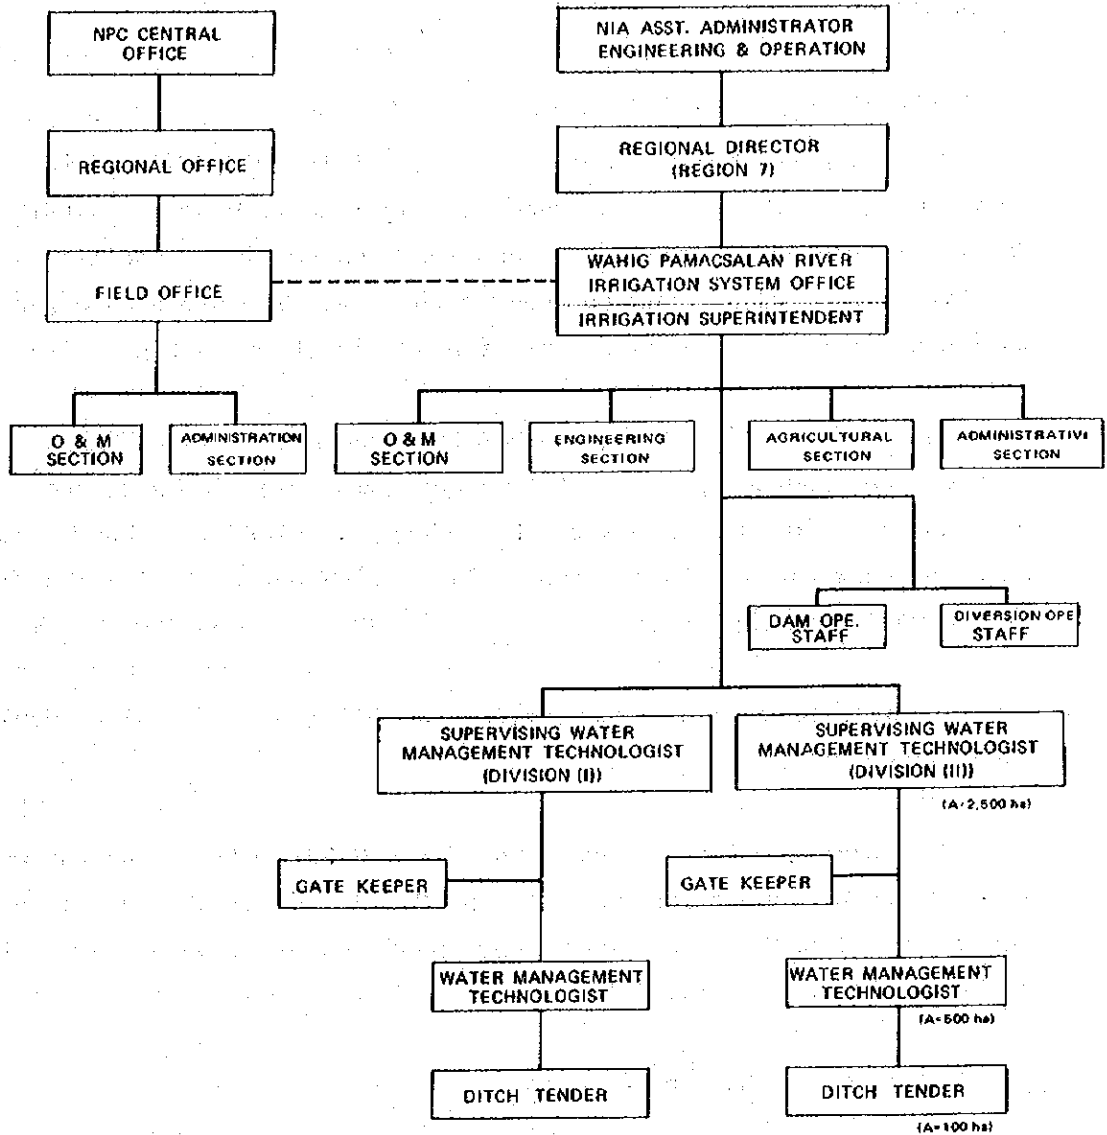 NPC CENTRAL
OFFICE
NIA ASST. ADMINISTRATOR
ENGINEERING & OPERATION
REGIONAL OFFICE
REGIONAL DIRECTOR
(REGION 7)
FIELD OFFICE
WAHIG PAMACSALAN RIVER
IRRIGATION SYSTEM OFFICE
IRRIGATION SUPERINTENDENT
O & M
SECTION
ADMINISTRATION
SECTION
O & M
SECTION
ENGINEERING
SECTION
AGRICULTURAL
SECTION
ADMINISTRATIVE
SECTION
DAM OPE.
STAFF
DIVERSION OPE
STAFF
SUPERVISING WATER
MANAGEMENT TECHNOLOGIST
(DIVISION (I))
SUPERVISING WATER
MANAGEMENT TECHNOLOGIST
(DIVISION (II))
(A=2,500 ha)
GATE KEEPER
GATE KEEPER
WATER MANAGEMENT
TECHNOLOGIST
WATER MANAGEMENT
TECHNOLOGIST
(A=500 ha)
DITCH TENDER
DITCH TENDER
(A=100 ha)